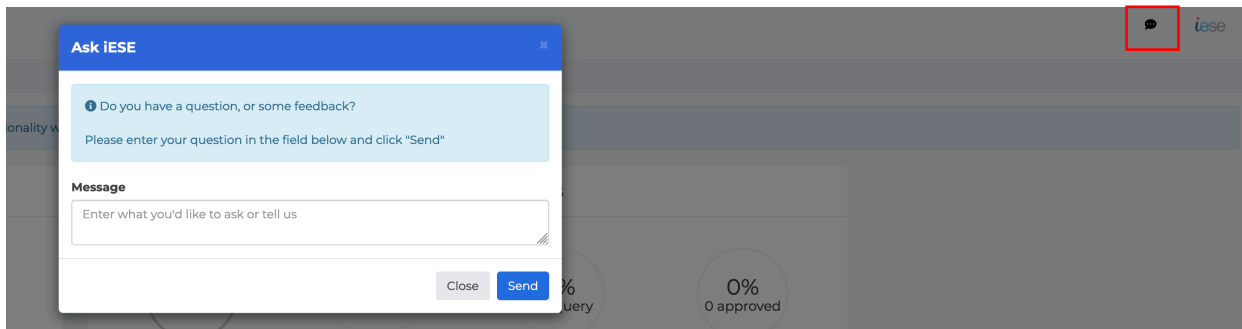 iese
Ask iESE
×
Do you have a question, or some feedback?
Please enter your question in the field below and click "Send"
ionality w
Message
Enter what you'd like to ask or tell us
Close
Send
%
uery
0%
0 approved